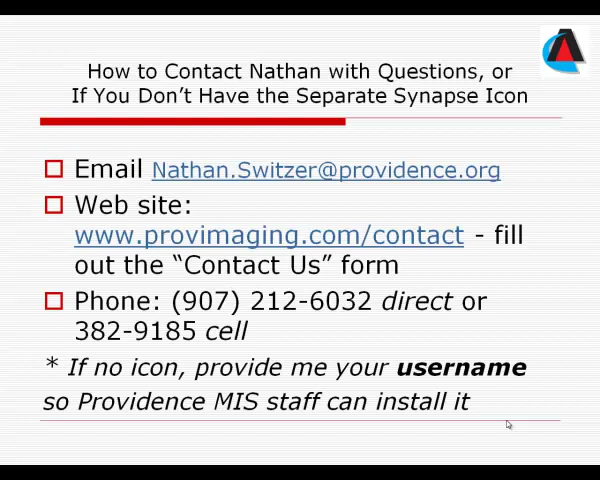 How to Contact Nathan with Questions, or
If You Don't Have the Separate Synapse Icon
Email Nathan.Switzer@providence.org
Web site:
www.provimaging.com/contact - fill
out the “Contact Us” form
Phone: (907) 212-6032 direct or
382-9185 cell
* If no icon, provide me your username
so Providence MIS staff can install it